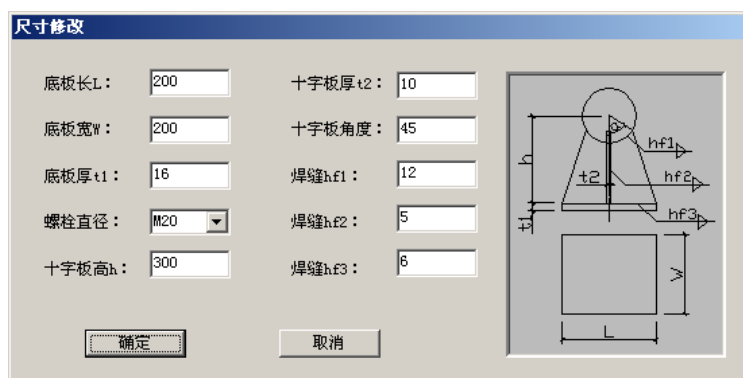 尺寸修改
底板长L： 200 十字板厚t2： 10
底板宽W： 200 十字板角度： 45
底板厚t1： 16 焊缝hf1： 12
螺栓直径： M20 焊缝hf2： 5
十字板高h： 300 焊缝hf3： 6
确定 取消
hf1
h
t2 hf2
hf3
t1
W
L